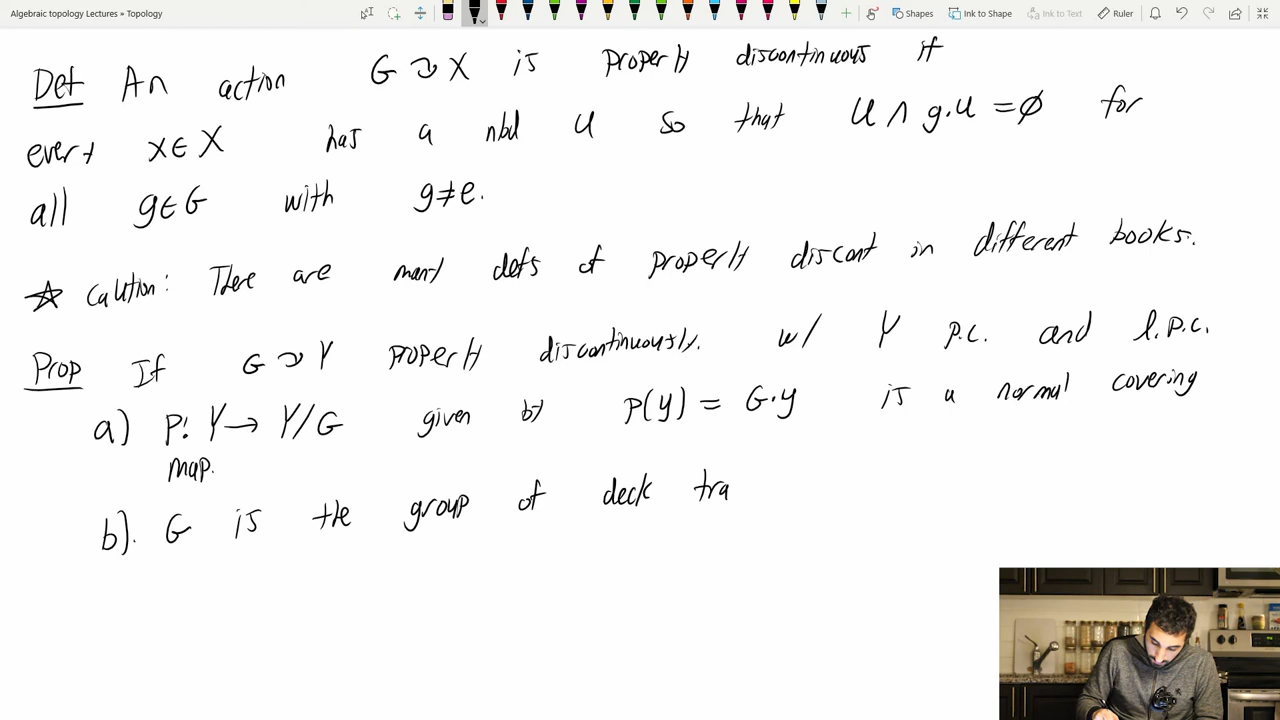 Algebraic topology Lectures » Topology
Shapes Ink to Shape Ink to Text Ruler
Def An action G ↷ X is properly discontinuous if
every x ∈ X has a nbd U so that U ∩ g.U = ∅ for
all g ∈ G with g ≠ e.
☆ Caution: There are many defs of properly discont in different books.
Prop If G ↷ Y properly discontinuously. w/ Y p.c. and l.p.c.
a) P: Y → Y/G given by p(y) = G·y is a normal covering
map.
b). G is the group of deck tra